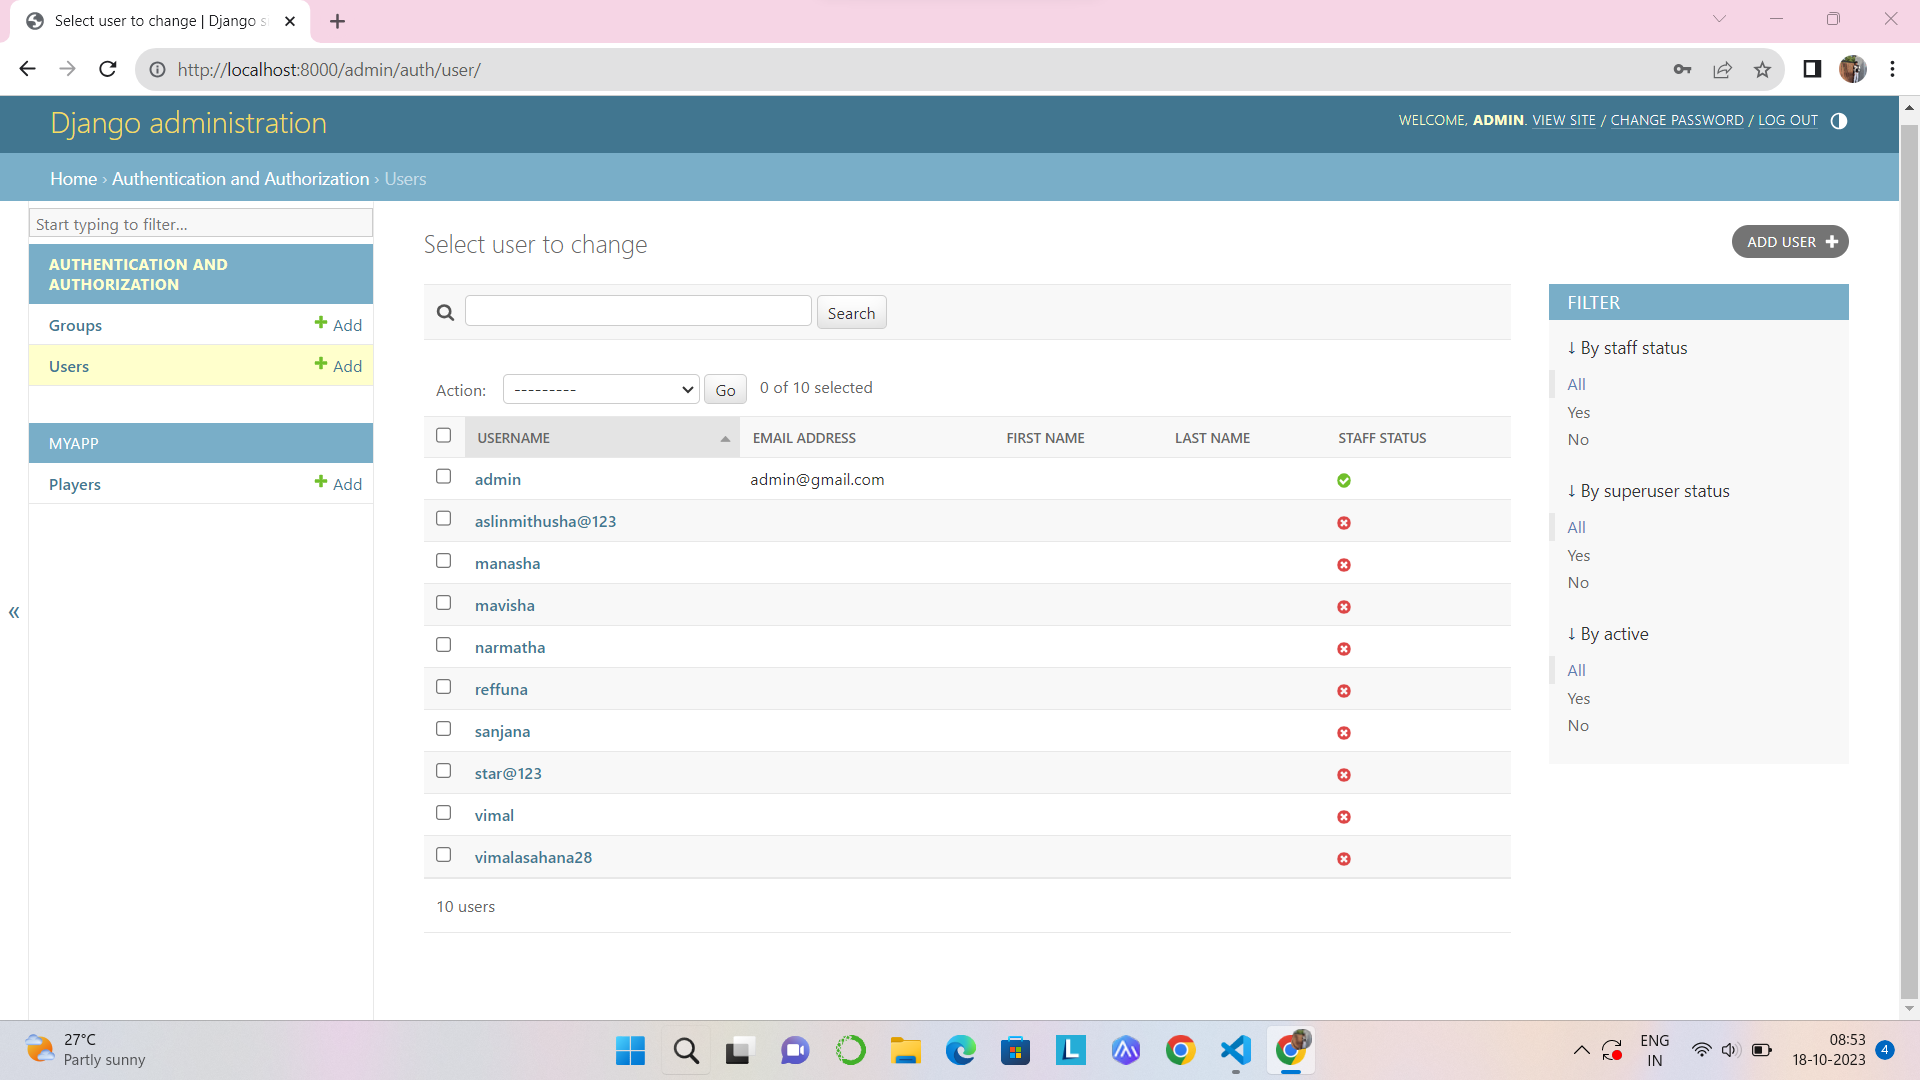 Select user to change | Django s
http://localhost:8000/admin/auth/user/
Django administration
WELCOME, ADMIN. VIEW SITE / CHANGE PASSWORD / LOG OUT
Home › Authentication and Authorization › Users
Start typing to filter...
AUTHENTICATION AND
AUTHORIZATION
Groups + Add
Users + Add
MYAPP
Players + Add
«
Select user to change
ADD USER +
Search
Action: --------- Go 0 of 10 selected
USERNAME EMAIL ADDRESS FIRST NAME LAST NAME STAFF STATUS
admin admin@gmail.com
aslinmithusha@123
manasha
mavisha
narmatha
reffuna
sanjana
star@123
vimal
vimalasahana28
10 users
FILTER
↓ By staff status
All
Yes
No
↓ By superuser status
All
Yes
No
↓ By active
All
Yes
No
27°C
Partly sunny
L
ENG
IN
08:53
18-10-2023
4